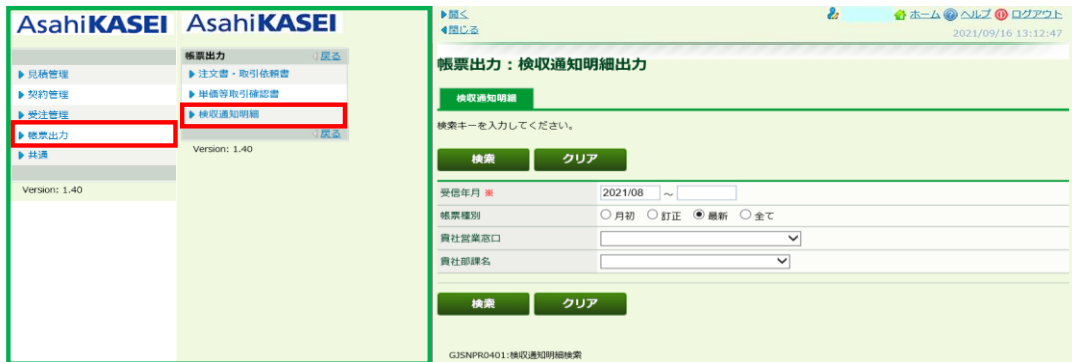 AsahiKASEI
▶見積管理
▶契約管理
▶受注管理
▶帳票出力
▶共通
Version: 1.40
AsahiKASEI
帳票出力 戻る
▶注文書・取引依頼書
▶単価等取引確認書
▶検収通知明細
戻る
Version: 1.40
▶開く
◀閉じる
ホーム ヘルプ ログアウト
2021/09/16 13:12:47
帳票出力：検収通知明細出力
検収通知明細
検索キーを入力してください。
検索 クリア
受信年月 ※ 2021/08 ～
帳票種別 月初 訂正 最新 全て
貴社営業窓口
貴社部課名
検索 クリア
GJSNPR0401:検収通知明細検索